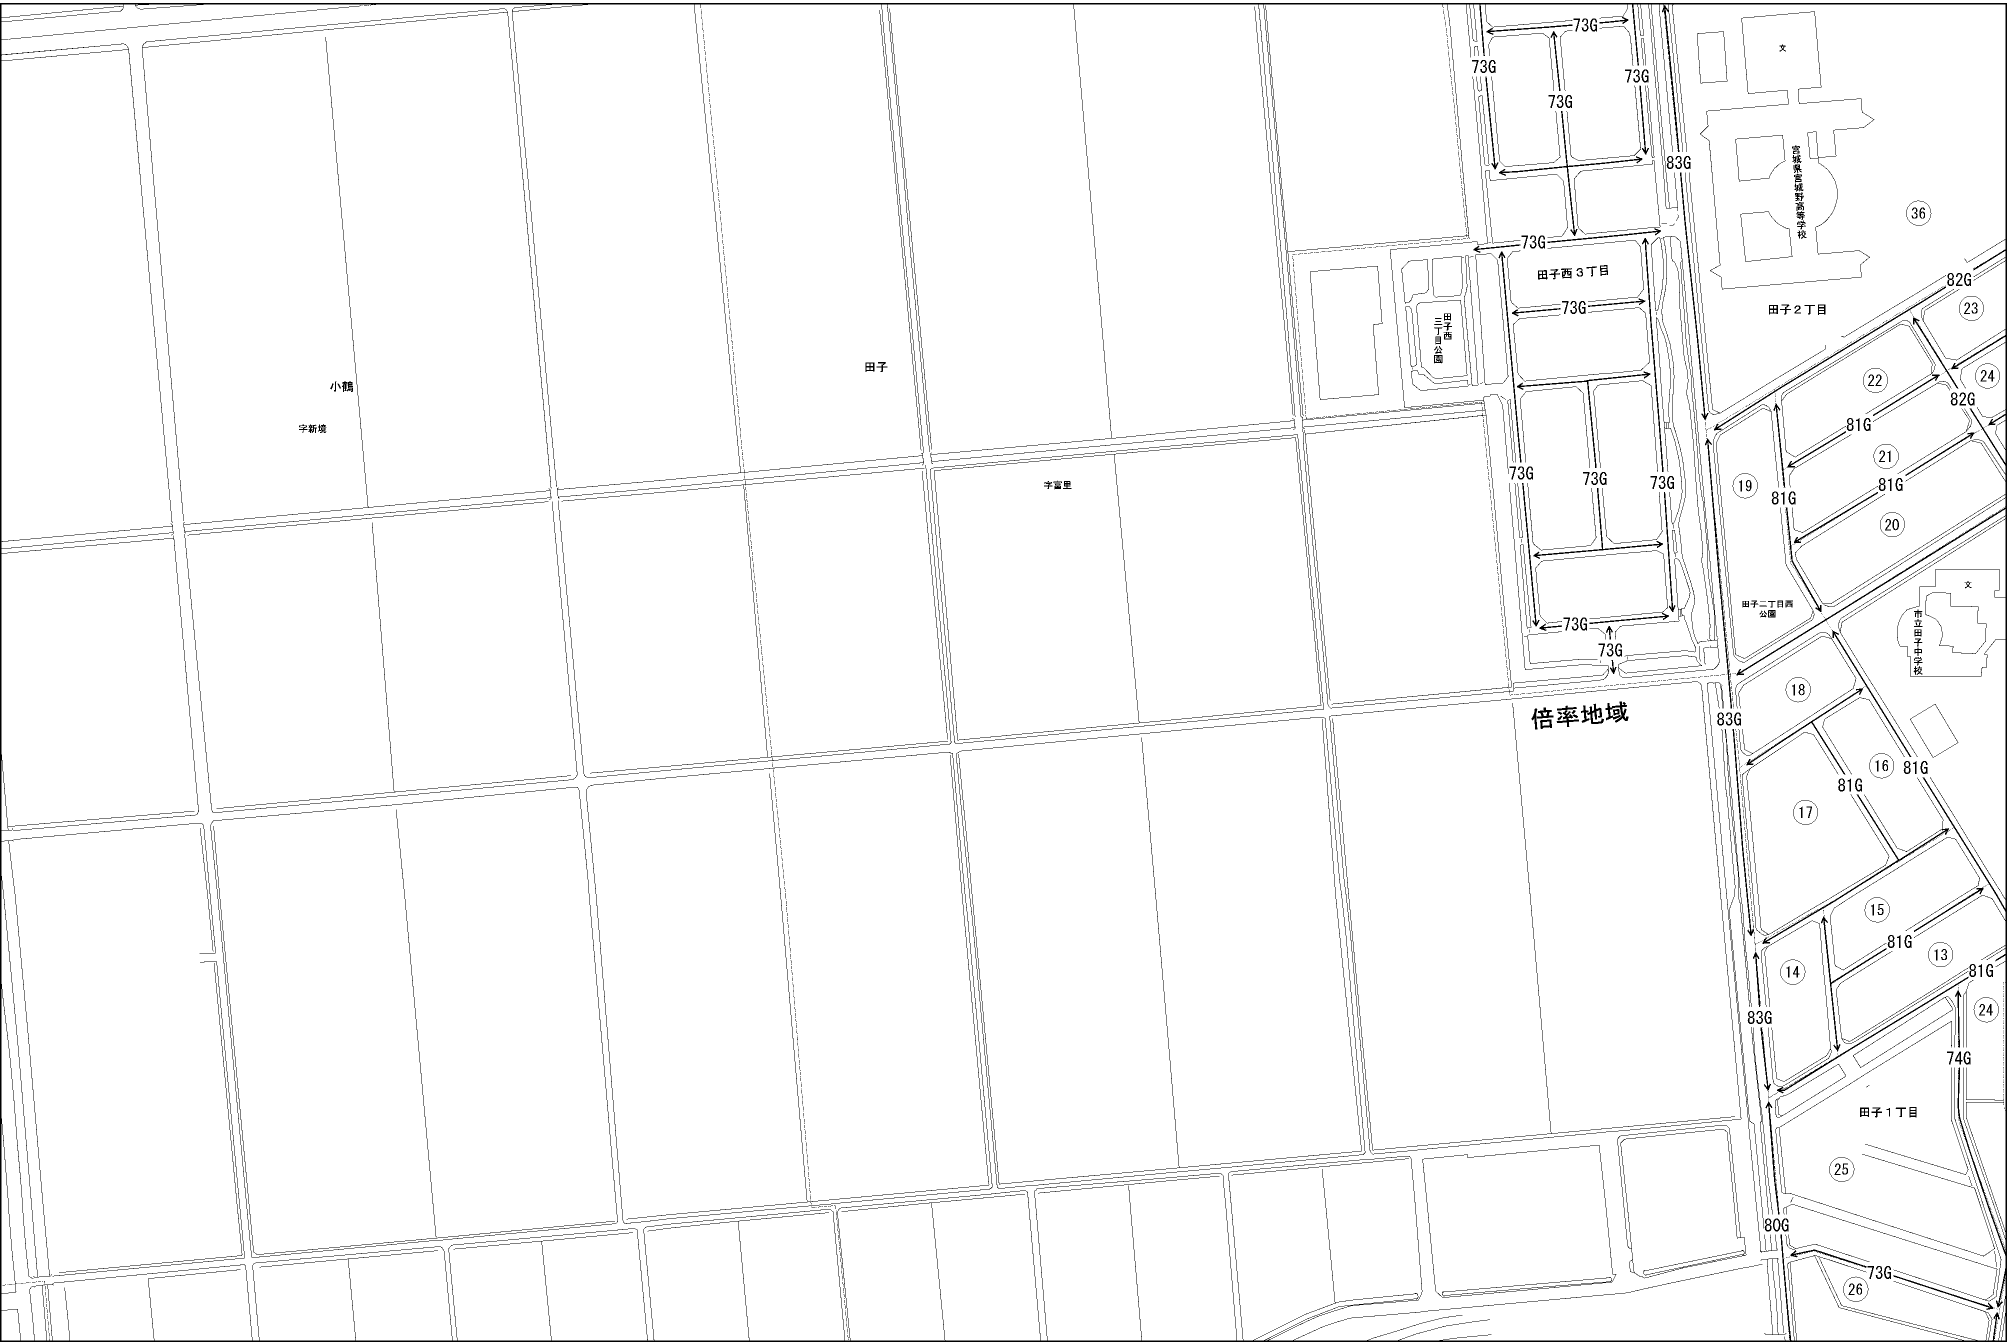 73G
文
73G
73G
73G
宮城県宮城野高等学校
83G
36
73G
田子西3丁目
82G
73G
田子2丁目
23
田子西
三丁目公園
田子
小鶴
22
24
82G
字新境
81G
21
73G
73G
73G
字富里
19
81G
81G
20
文
田子二丁目西
公園
市立田子中学校
73G
73G
18
倍率地域
83G
16
81G
81G
17
15
81G
13
14
81G
24
83G
74G
田子1丁目
25
80G
73G
26